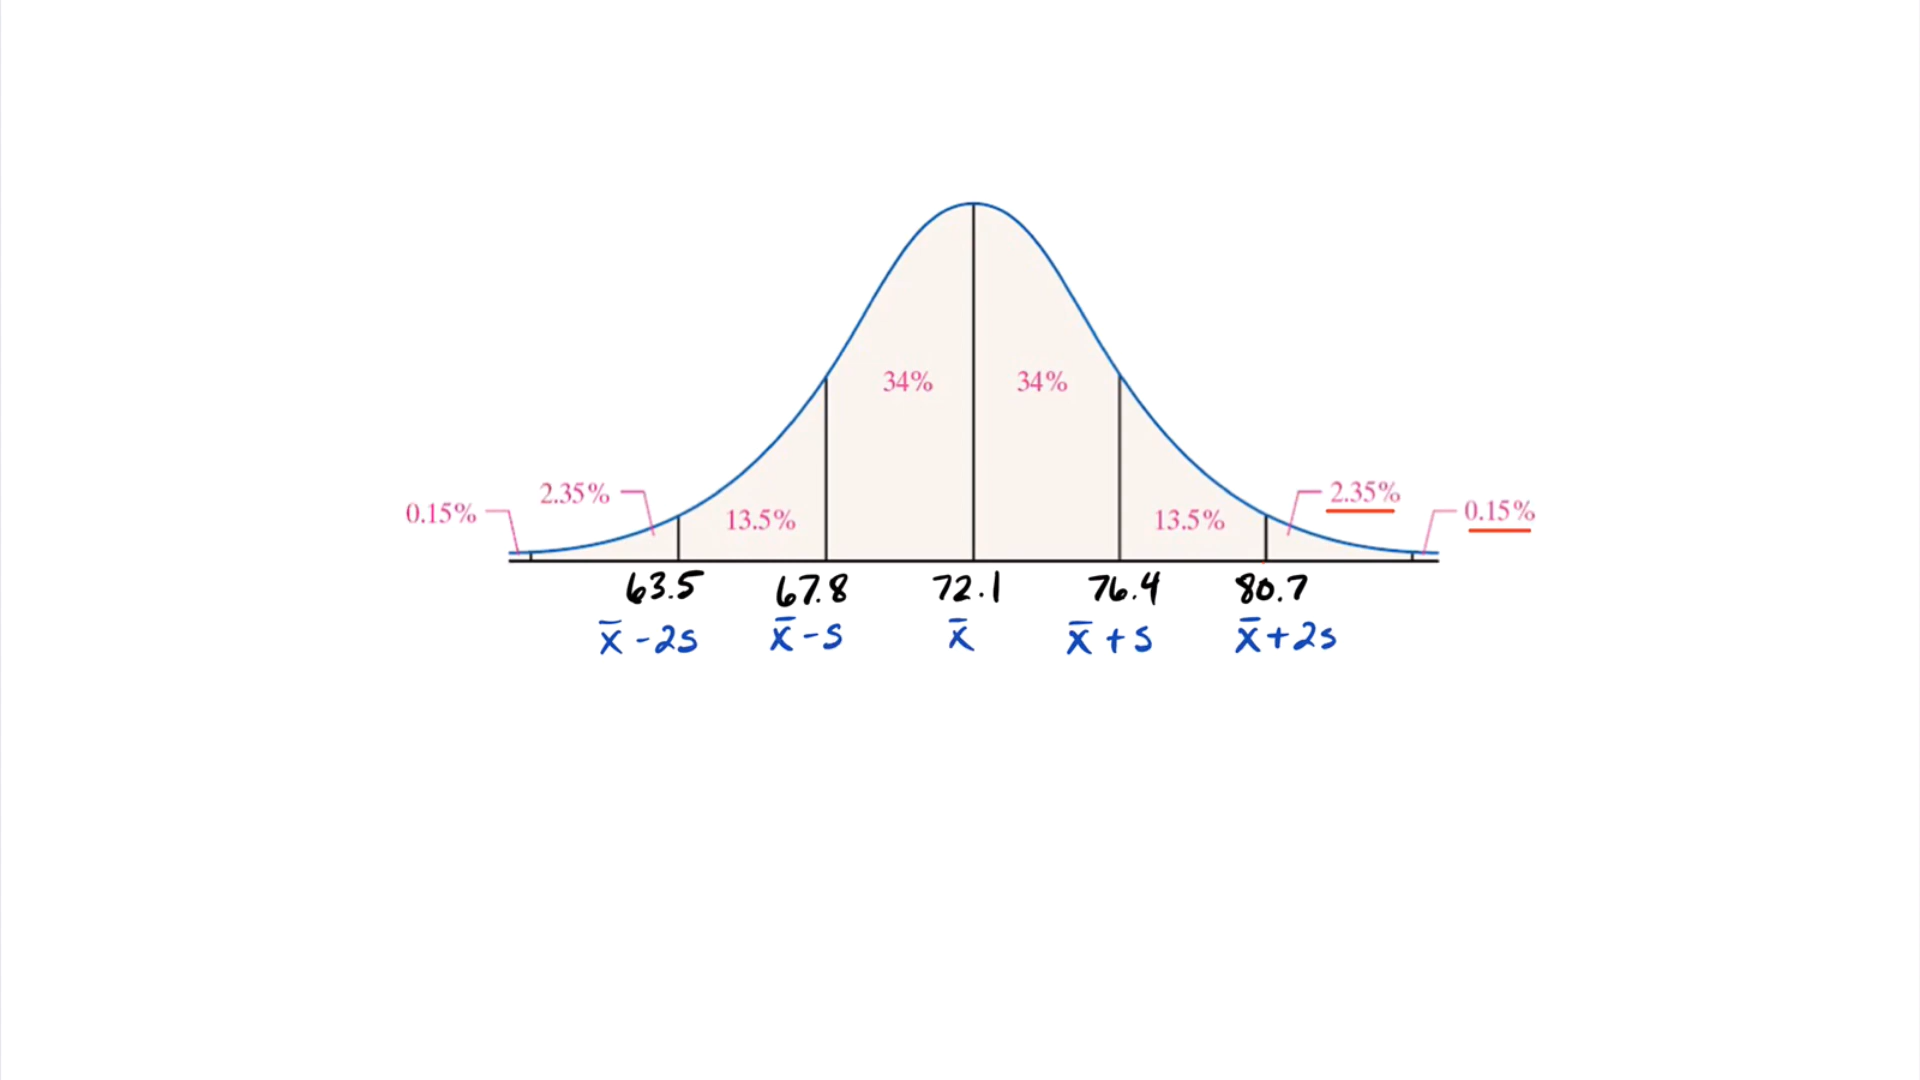 34% 34%
2.35% 2.35%
0.15% 13.5% 13.5% 0.15%
63.5 67.8 72.1 76.4 80.7
x̄ - 2s x̄ - s x̄ x̄ + s x̄ + 2s